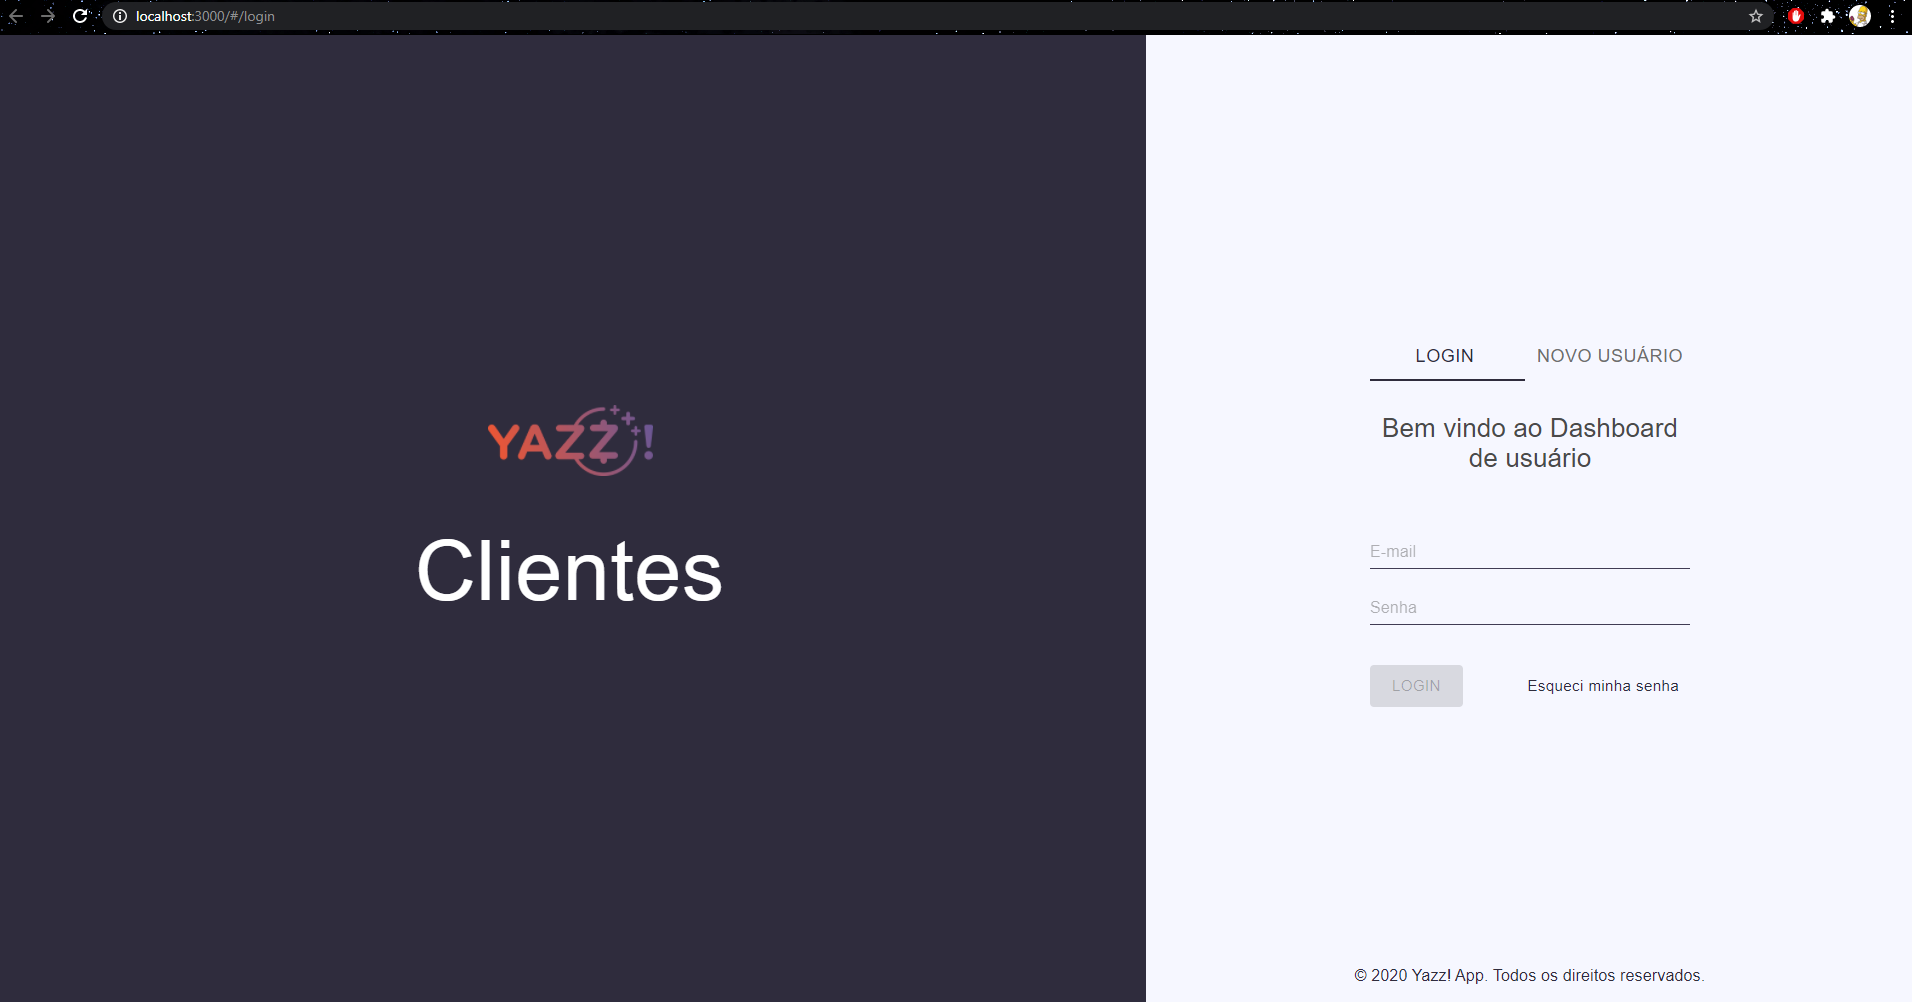 localhost:3000/#/login
YAZZ!
Clientes
LOGIN NOVO USUÁRIO
Bem vindo ao Dashboard
de usuário
E-mail
Senha
LOGIN Esqueci minha senha
© 2020 Yazz! App. Todos os direitos reservados.